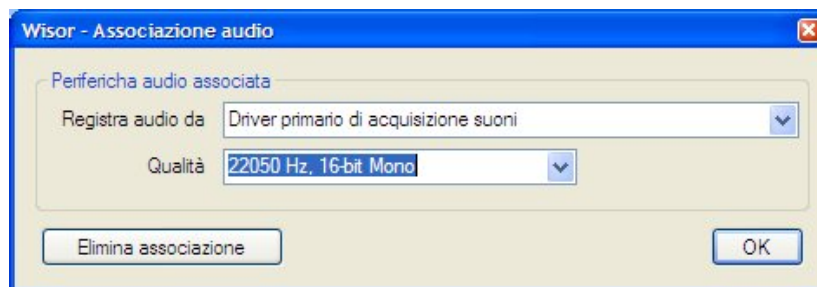 Wisor - Associazione audio
Perifericha audio associata
Registra audio da Driver primario di acquisizione suoni
Qualità 22050 Hz, 16-bit Mono
Elimina associazione OK